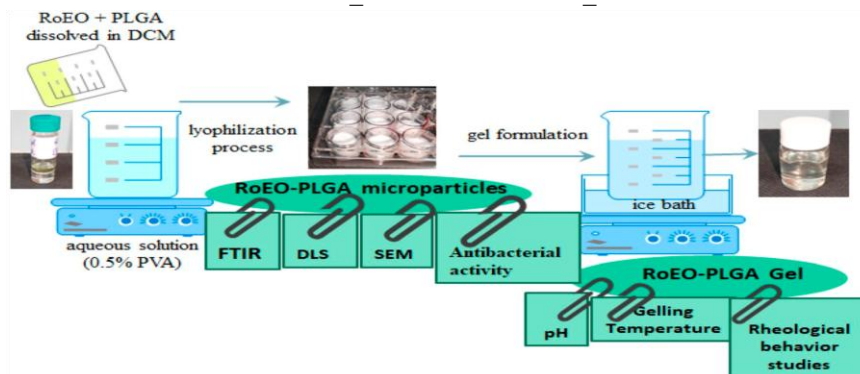 RoEO + PLGA
dissolved in DCM
lyophilization
process
gel formulation
RoEO-PLGA microparticles
ice bath
aqueous solution
(0.5% PVA)
FTIR
DLS
SEM
Antibacterial
activity
RoEO-PLGA Gel
pH
Gelling
Temperature
Rheological
behavior
studies